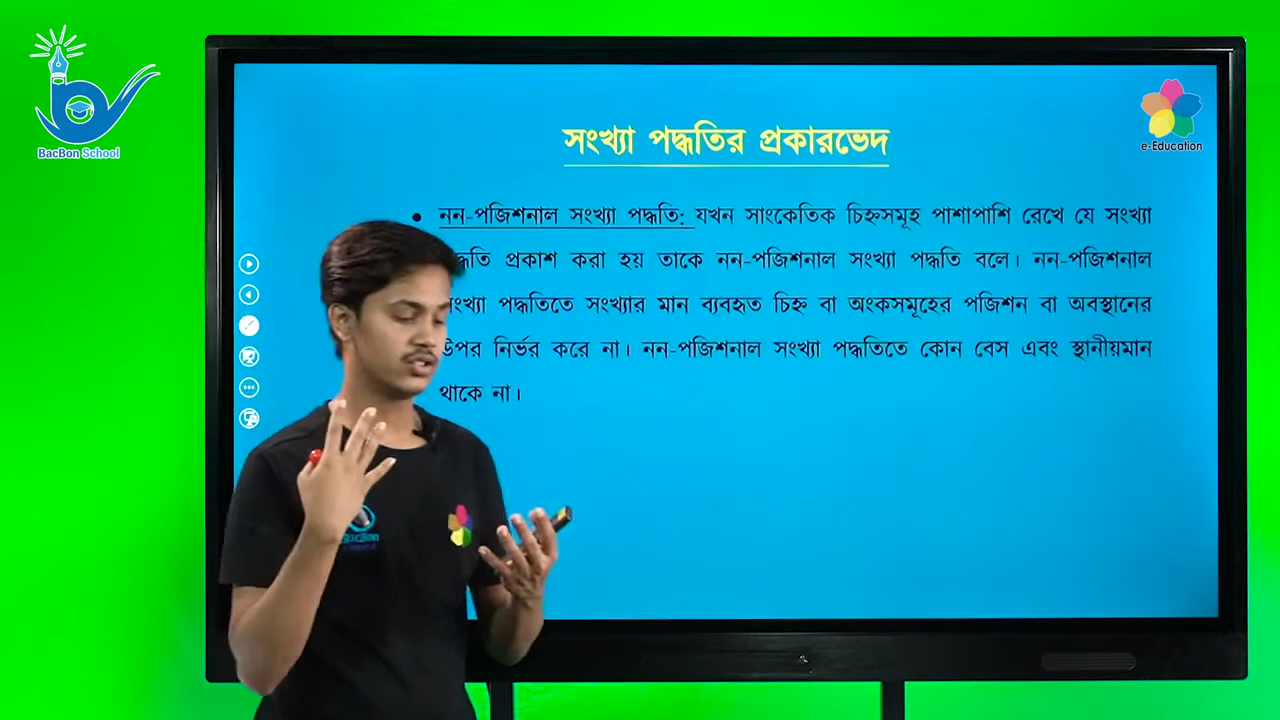 BacBon School
e-Education
সংখ্যা পদ্ধতির প্রকারভেদ
• নন-পজিশনাল সংখ্যা পদ্ধতি: যখন সাংকেতিক চিহ্নসমূহ পাশাপাশি রেখে যে সংখ্যা
প্রকাশ করা হয় তাকে নন-পজিশনাল সংখ্যা পদ্ধতি বলে। নন-পজিশনাল
পদ্ধতিতে সংখ্যার মান ব্যবহৃত চিহ্ন বা অংকসমূহের পজিশন বা অবস্থানের
উপর নির্ভর করে না। নন-পজিশনাল সংখ্যা পদ্ধতিতে কোন বেস এবং স্থানীয়মান
থাকে না।
BacBon